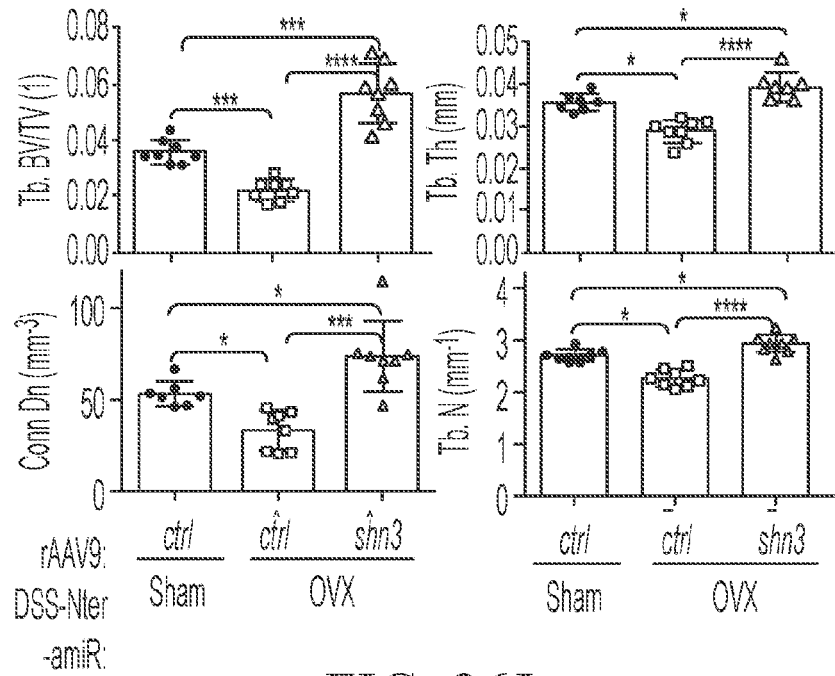 Tb. BV/TV (1)
0.08
0.06
0.04
0.02
0.00
***
***
****
Tb. Th (mm)
0.05
0.04
0.03
0.02
0.01
0.00
*
*
****
Conn Dn (mm-3)
100
50
0
*
*
***
Tb. N (mm-1)
4
3
2
1
0
*
*
****
rAAV9:
DSS-Nter
-amiR:
ctrl ctrl shn3
Sham OVX
ctrl ctrl shn3
Sham OVX